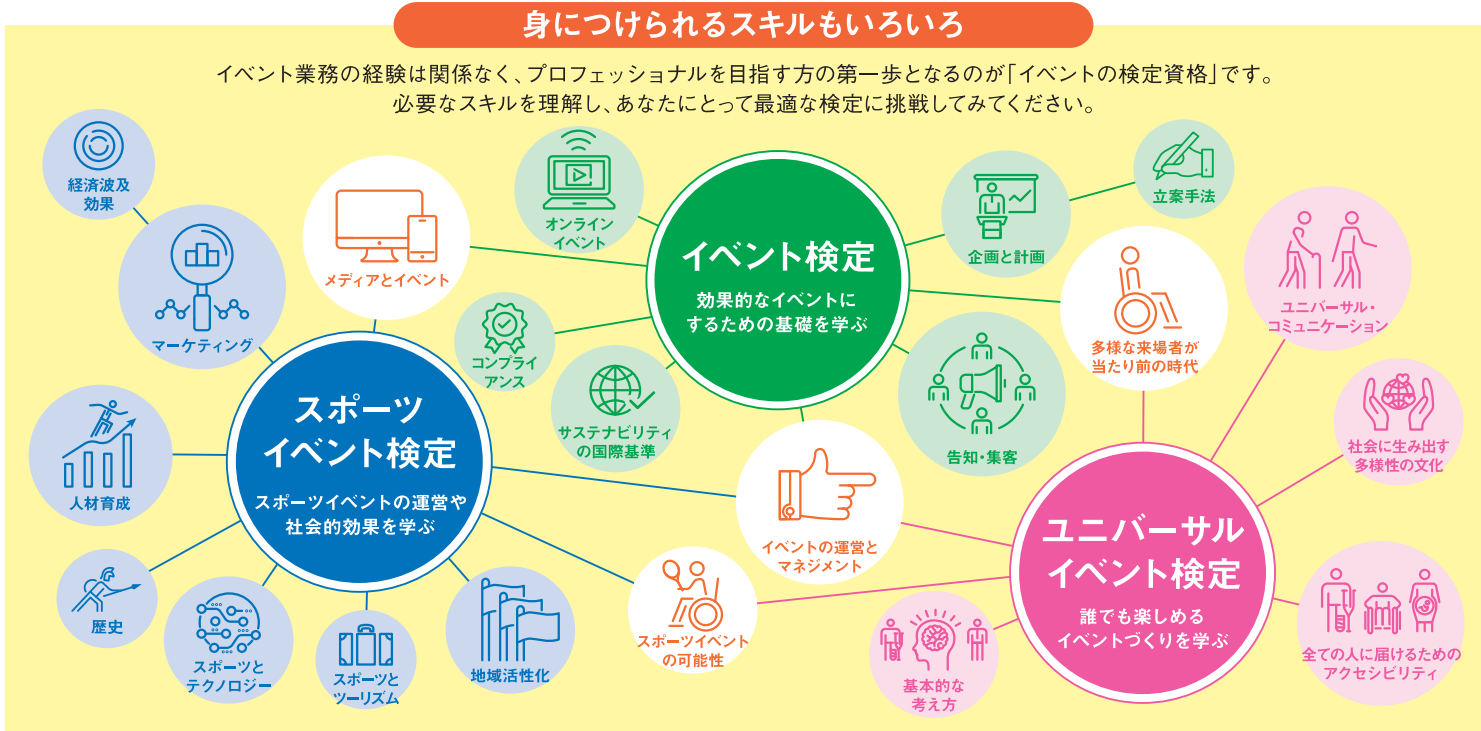 身につけられるスキルもいろいろ
イベント業務の経験は関係なく、プロフェッショナルを目指す方の第一歩となるのが「イベントの検定資格」です。
必要なスキルを理解し、あなたにとって最適な検定に挑戦してみてください。
経済波及
効果
マーケティング
メディアとイベント
オンライン
イベント
イベント検定
効果的なイベントに
するための基礎を学ぶ
企画と計画
立案手法
コンプライ
アンス
サステナビリティ
の国際基準
告知・集客
多様な来場者が
当たり前の時代
ユニバーサル・
コミュニケーション
スポーツ
イベント検定
スポーツイベントの運営や
社会的効果を学ぶ
人材育成
歴史
スポーツと
テクノロジー
スポーツと
ツーリズム
地域活性化
イベントの運営と
マネジメント
スポーツイベント
の可能性
ユニバーサル
イベント検定
誰でも楽しめる
イベントづくりを学ぶ
社会に生み出す
多様性の文化
基本的な
考え方
全ての人に届けるための
アクセシビリティ